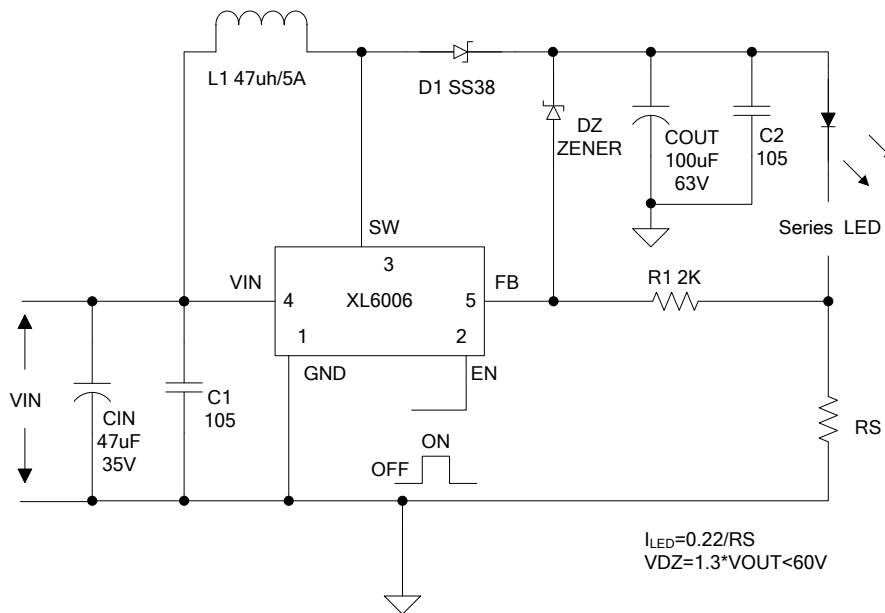 L1 47uh/5A
D1 SS38
DZ
ZENER
COUT
100uF
63V
C2
105
Series LED
SW
3
VIN
4
XL6006
5
FB
R1 2K
1
2
GND
EN
VIN
CIN
47uF
35V
C1
105
RS
ON
OFF
I_LED=0.22/RS
VDZ=1.3*VOUT<60V